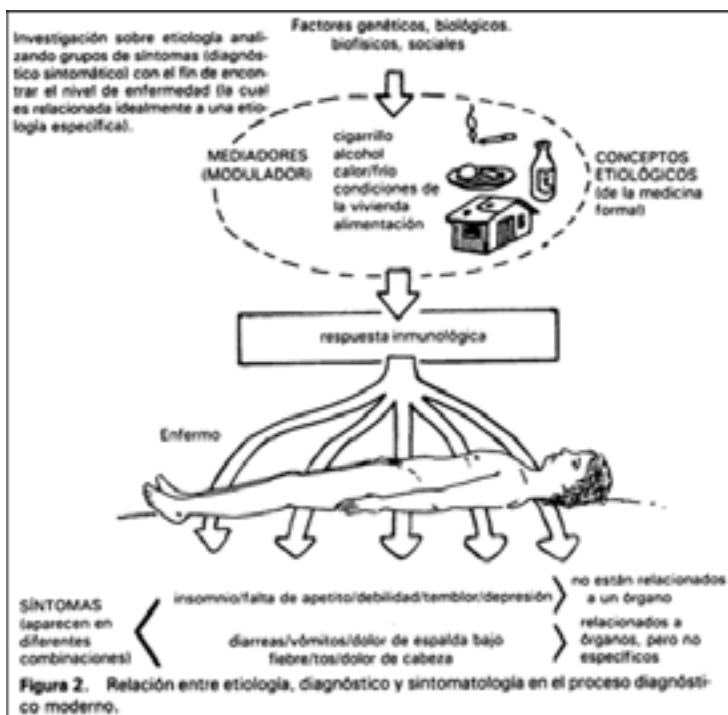 Investigación sobre etiología anali-
zando grupos de síntomas (diagnós-
tico sintomático) con el fin de encon-
trar el nivel de enfermedad (la cual
es relacionada idealmente a una etio-
logía específica).
Factores genéticos, biológicos.
biofísicos, sociales
MEDIADORES
(MODULADOR)
cigarrillo
alcohol
calor/frío
condiciones de
la vivienda
alimentación
CONCEPTOS
ETIOLÓGICOS
(de la medicina
formal)
respuesta inmunológica
Enfermo
SÍNTOMAS
(aparecen en
diferentes
combinaciones)
insomnio/falta de apetito/debilidad/temblor/depresión
no están relacionados
a un órgano
diarreas/vómitos/dolor de espalda bajo
fiebre/tos/dolor de cabeza
relacionados a
órganos, pero no
específicos
Figura 2. Relación entre etiología, diagnóstico y sintomatología en el proceso diagnósti-
co moderno.